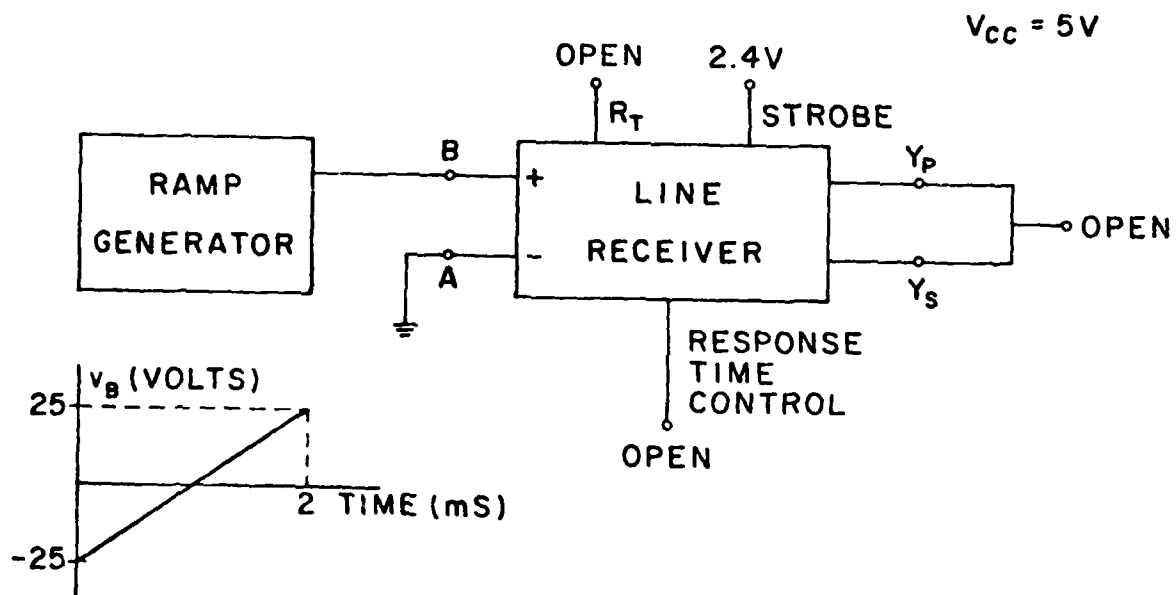 V_CC = 5V
OPEN 2.4V
R_T STROBE
B
RAMP GENERATOR
+
LINE RECEIVER
Y_P
OPEN
-
A
Y_S
RESPONSE TIME CONTROL
OPEN
v_B (VOLTS)
25
2 TIME (mS)
-25